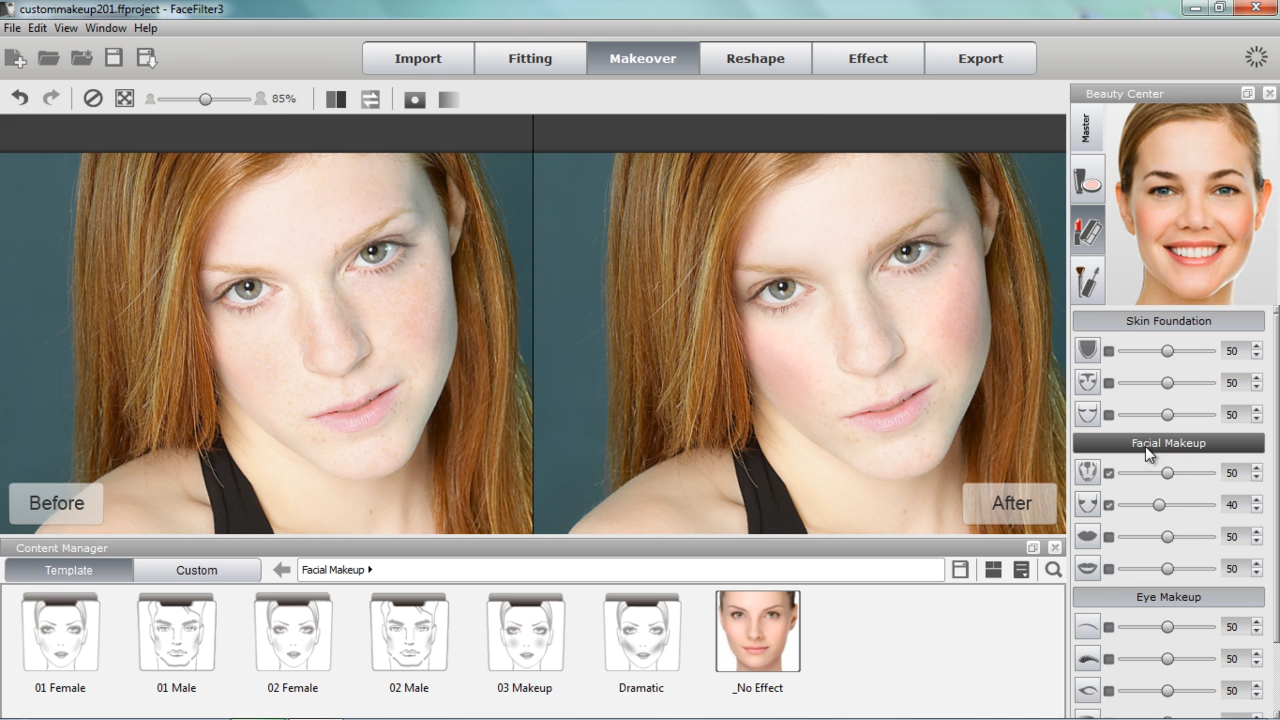 custommakeup201.ffproject - FaceFilter3
File Edit View Window Help
Import Fitting Makeover Reshape Effect Export
85%
Beauty Center
Master
Skin Foundation
50
50
50
Facial Makeup
50
40
50
50
Eye Makeup
50
50
50
Before
After
Content Manager
Template Custom Facial Makeup
01 Female 01 Male 02 Female 02 Male 03 Makeup Dramatic _No Effect